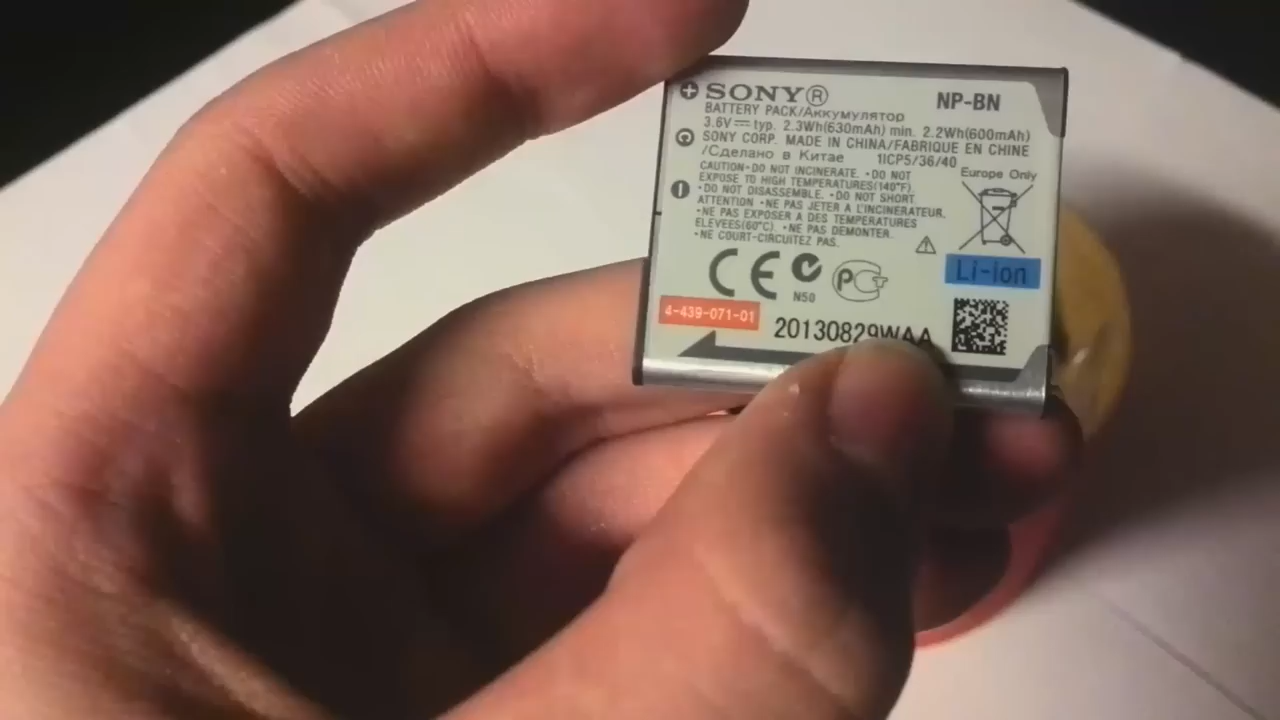 SONY® NP-BN
BATTERY PACK/Аккумулятор
3.6V typ. 2.3Wh(630mAh) min. 2.2Wh(600mAh)
SONY CORP. MADE IN CHINA/FABRIQUE EN CHINE
/Сделано в Китае 1ICP5/36/40
CAUTION•DO NOT INCINERATE. •DO NOT
EXPOSE TO HIGH TEMPERATURES(140°F).
•DO NOT DISASSEMBLE. •DO NOT SHORT.
ATTENTION •NE PAS JETER A L'INCINERATEUR.
•NE PAS EXPOSER A DES TEMPERATURES
ELEVEES(60°C). •NE PAS DEMONTER.
•NE COURT-CIRCUITEZ PAS.
Europe Only
Li-ion
CE
N50
РСТ
4-439-071-01
20130829WAA